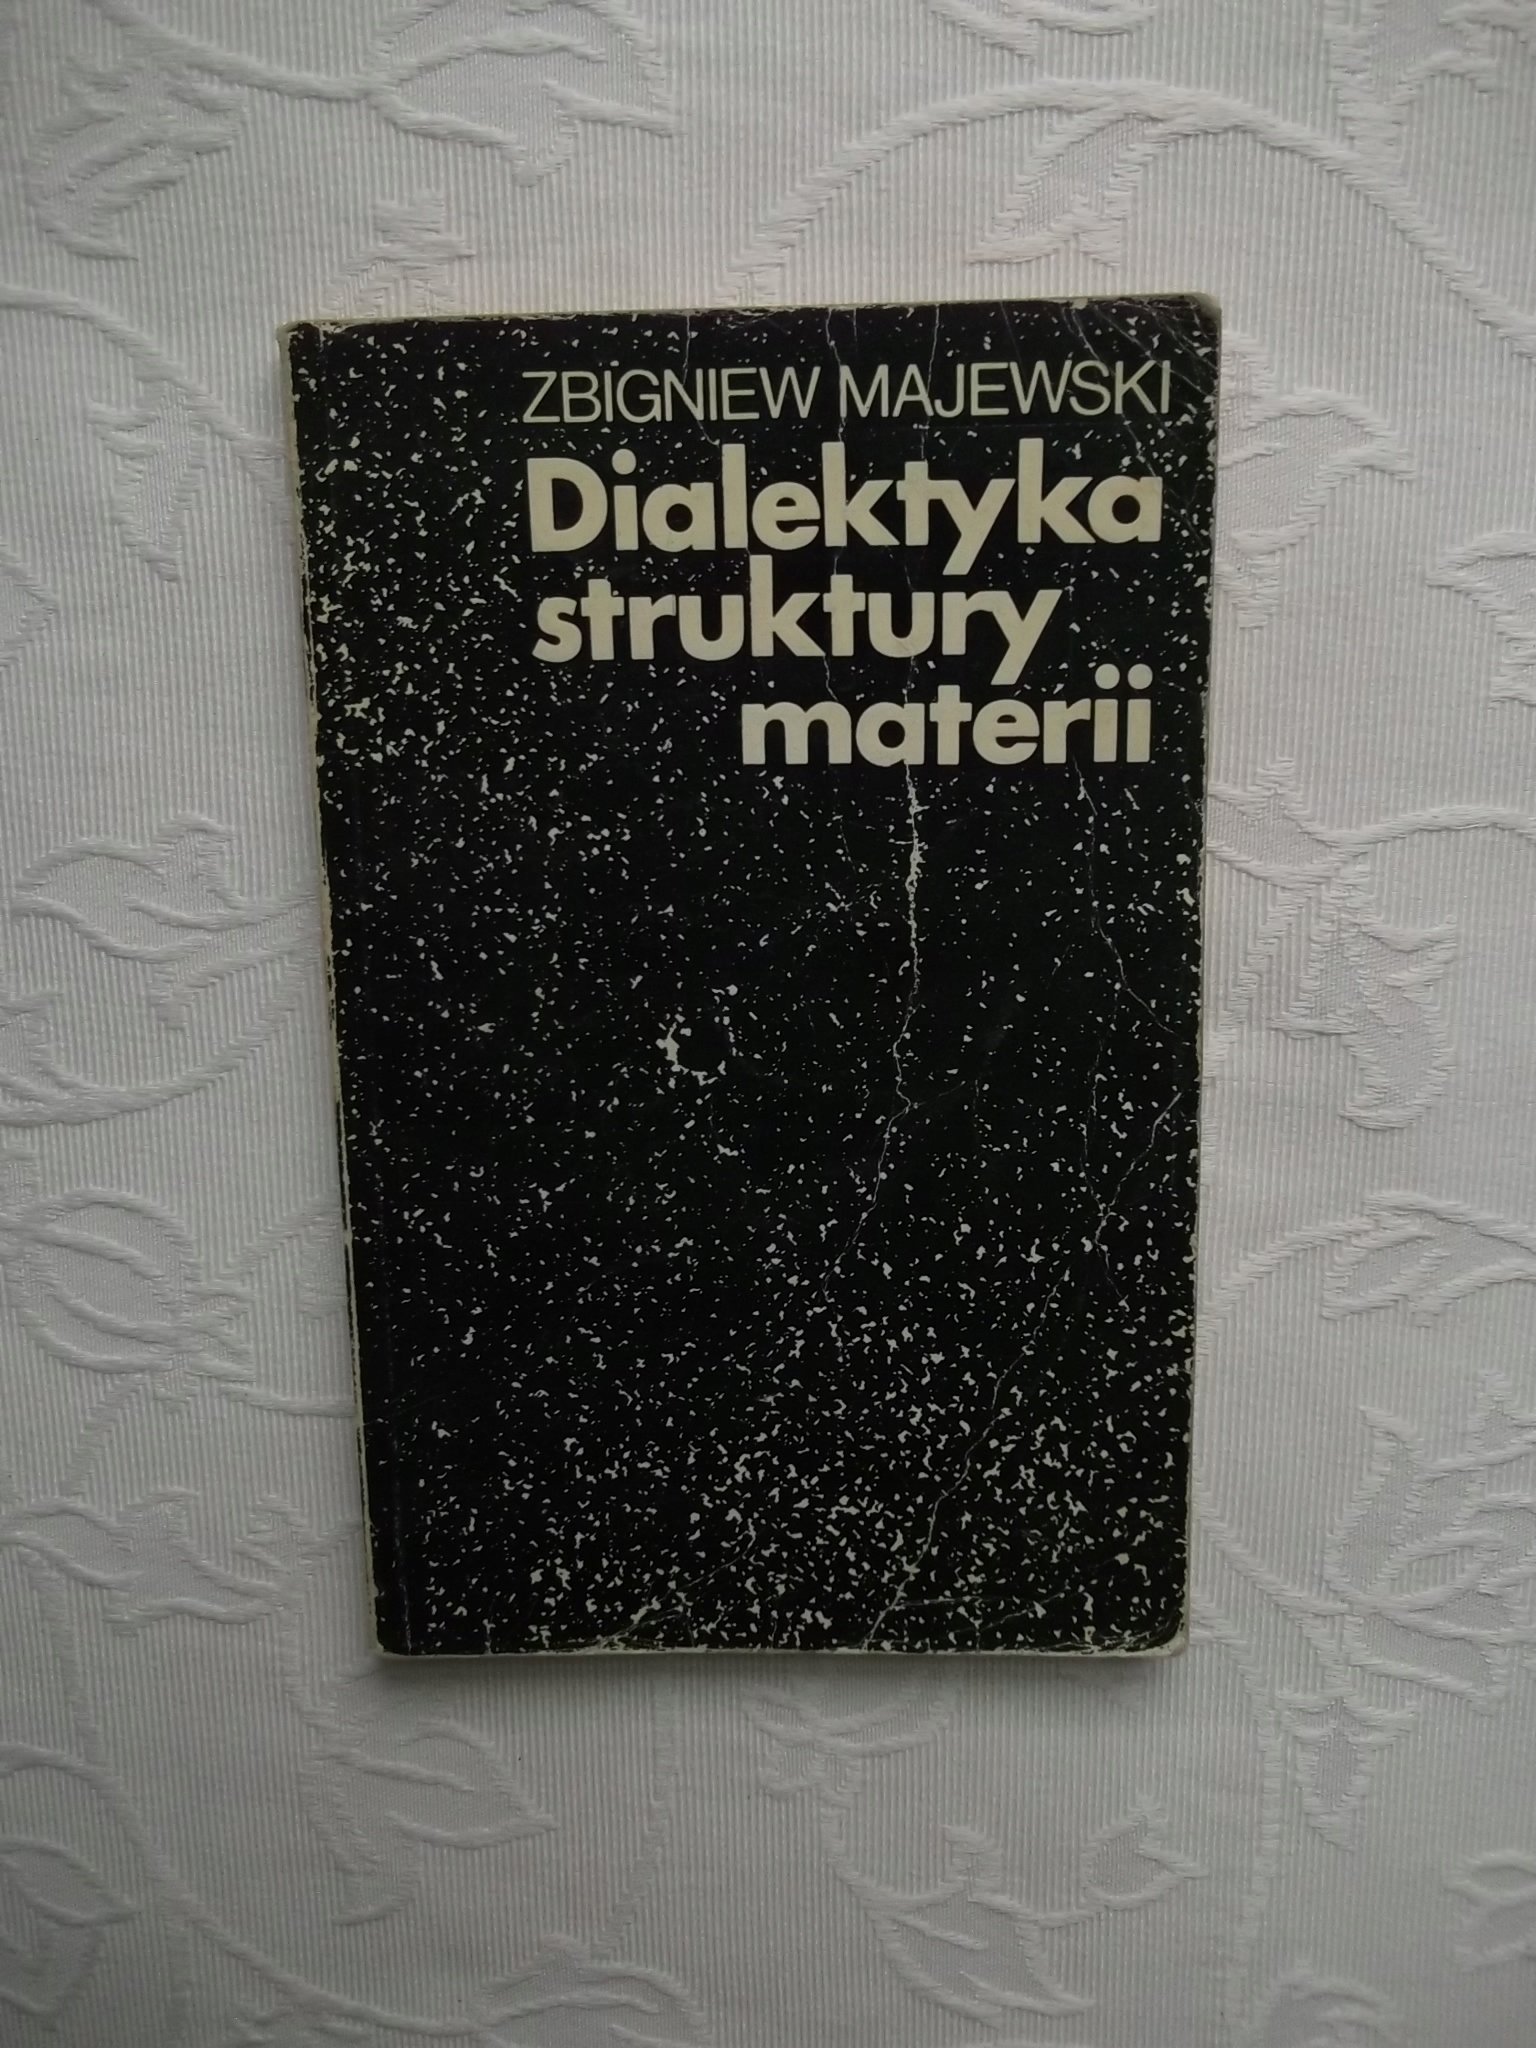 ZBIGNIEW MAJEWSKI
Dialektyka
struktury
materii